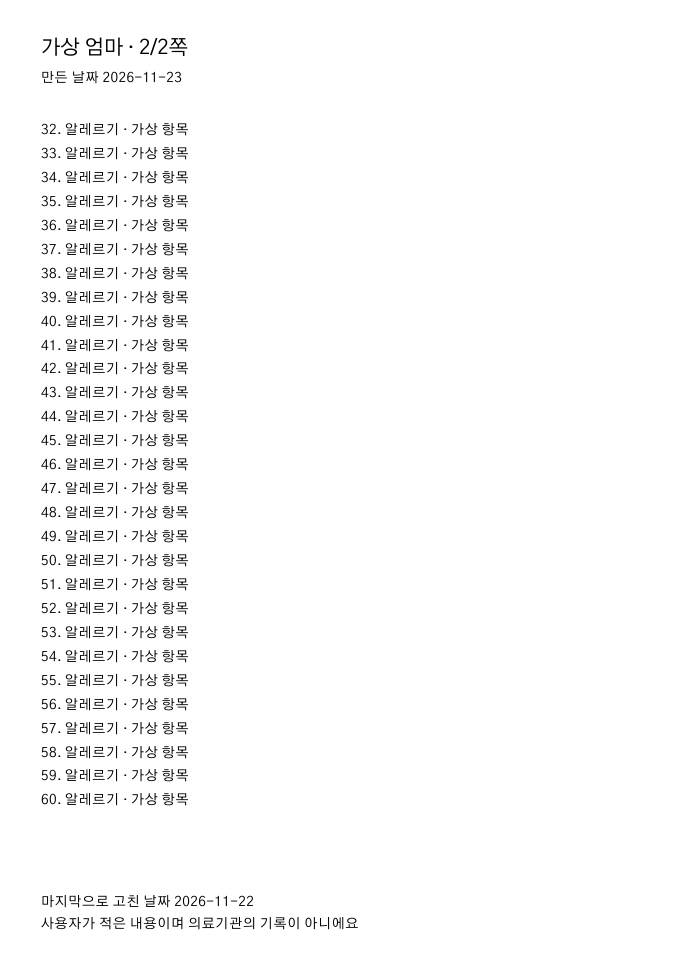 가상 엄마 · 2/2쪽
만든 날짜 2026-11-23
32. 알레르기 · 가상 항목
33. 알레르기 · 가상 항목
34. 알레르기 · 가상 항목
35. 알레르기 · 가상 항목
36. 알레르기 · 가상 항목
37. 알레르기 · 가상 항목
38. 알레르기 · 가상 항목
39. 알레르기 · 가상 항목
40. 알레르기 · 가상 항목
41. 알레르기 · 가상 항목
42. 알레르기 · 가상 항목
43. 알레르기 · 가상 항목
44. 알레르기 · 가상 항목
45. 알레르기 · 가상 항목
46. 알레르기 · 가상 항목
47. 알레르기 · 가상 항목
48. 알레르기 · 가상 항목
49. 알레르기 · 가상 항목
50. 알레르기 · 가상 항목
51. 알레르기 · 가상 항목
52. 알레르기 · 가상 항목
53. 알레르기 · 가상 항목
54. 알레르기 · 가상 항목
55. 알레르기 · 가상 항목
56. 알레르기 · 가상 항목
57. 알레르기 · 가상 항목
58. 알레르기 · 가상 항목
59. 알레르기 · 가상 항목
60. 알레르기 · 가상 항목
마지막으로 고친 날짜 2026-11-22
사용자가 적은 내용이며 의료기관의 기록이 아니에요